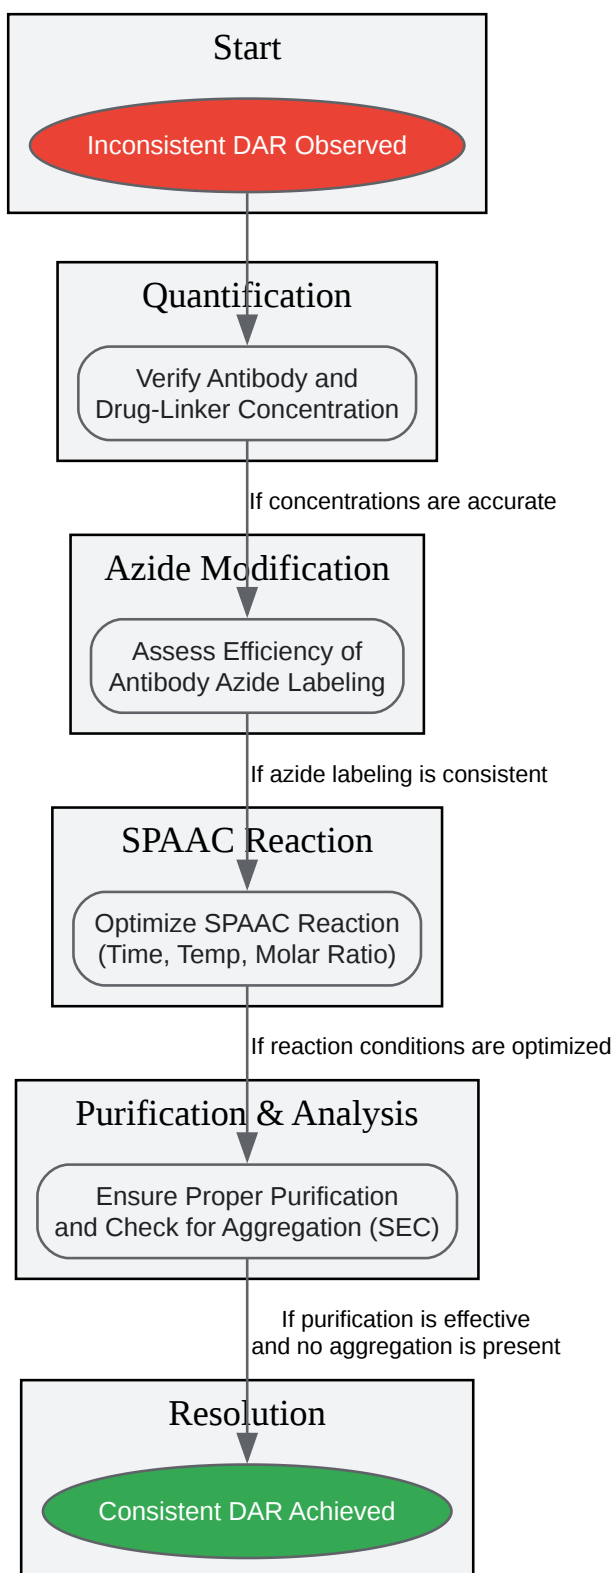 Start
Inconsistent DAR Observed
Quantification
Verify Antibody and
Drug-Linker Concentration
If concentrations are accurate
Azide Modification
Assess Efficiency of
Antibody Azide Labeling
If azide labeling is consistent
SPAAC Reaction
Optimize SPAAC Reaction
(Time, Temp, Molar Ratio)
If reaction conditions are optimized
Purification & Analysis
Ensure Proper Purification
and Check for Aggregation (SEC)
If purification is effective
and no aggregation is present
Resolution
Consistent DAR Achieved